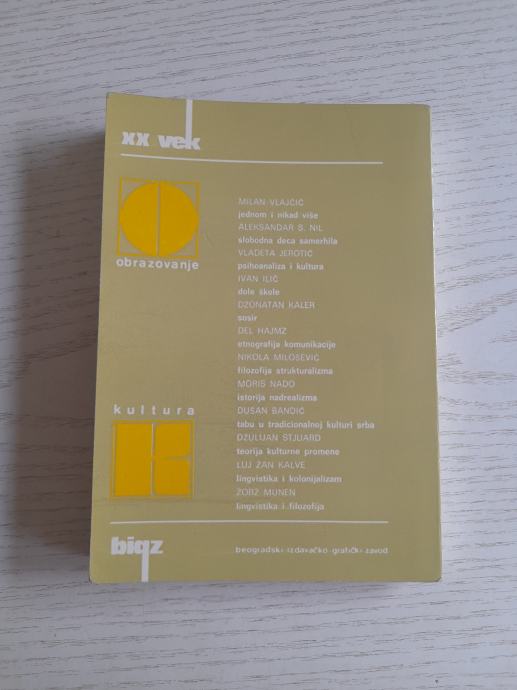 xx vek
obrazovanje
MILAN VLAJČIĆ
jednom i nikad više
ALEKSANDAR S. NIL
slobodna deca samerhila
VLADETA JEROTIĆ
psihoanaliza i kultura
IVAN ILIĆ
dole škole
DŽONATAN KALER
sosir
DEL HAJMZ
etnografija komunikacije
NIKOLA MILOŠEVIĆ
filozofija strukturalizma
MORIS NADO
istorija nadrealizma
DUŠAN BANDIĆ
tabu u tradicionalnoj kulturi srba
DŽULIJAN STJUARD
teorija kulturne promene
LUJ ŽAN KALVE
lingvistika i kolonijalizam
ŽORŽ MUNEN
lingvistika i filozofija
kultura
bigz
beogradski izdavačko-grafički zavod